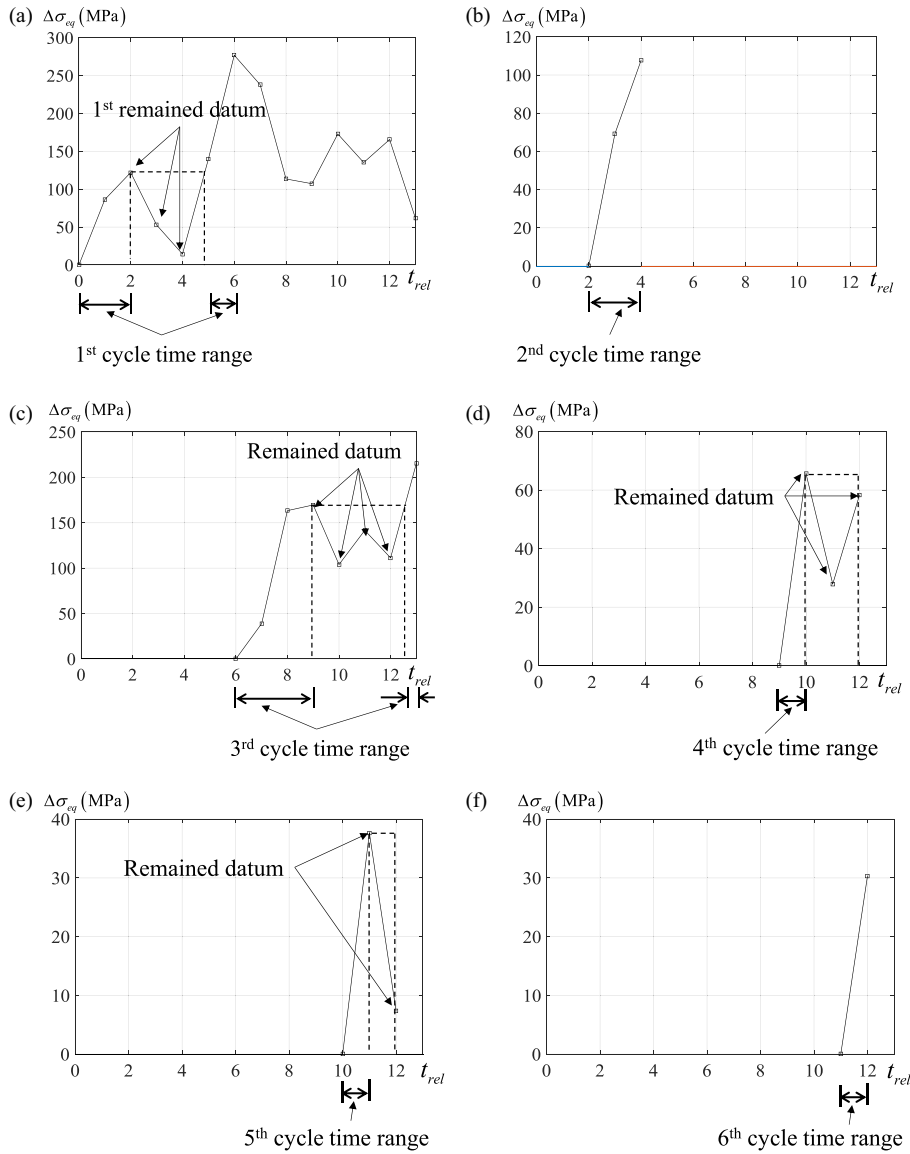 (a) Δσeq (MPa)
300
250
200
150
100
50
0
1st remained datum
0 2 4 6 8 10 12 trel
1st cycle time range
(b) Δσeq (MPa)
120
100
80
60
40
20
0
0 2 4 6 8 10 12 trel
2nd cycle time range
(c) Δσeq (MPa)
250
200
150
100
50
0
Remained datum
0 2 4 6 8 10 12 trel
3rd cycle time range
(d) Δσeq (MPa)
80
60
40
20
0
Remained datum
0 2 4 6 8 10 12 trel
4th cycle time range
(e) Δσeq (MPa)
40
30
20
10
0
Remained datum
0 2 4 6 8 10 12 trel
5th cycle time range
(f) Δσeq (MPa)
40
30
20
10
0
0 2 4 6 8 10 12 trel
6th cycle time range